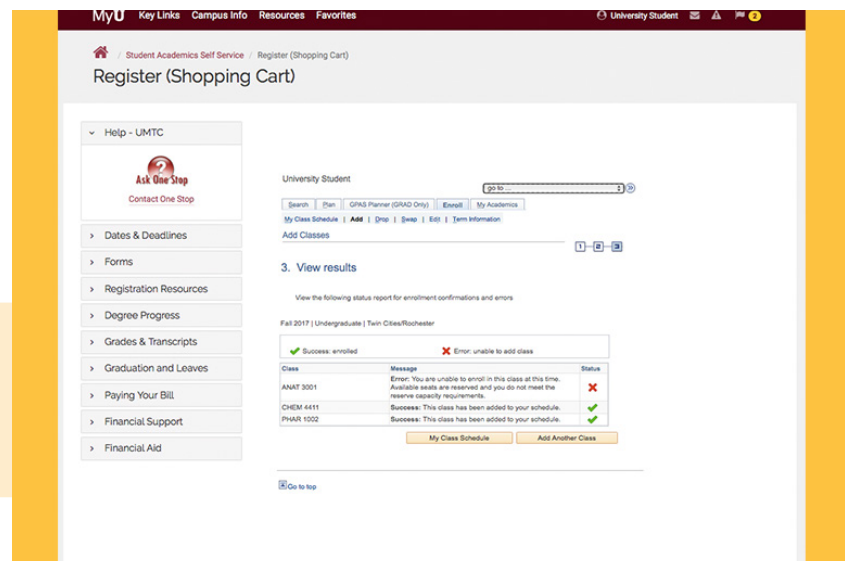 MyU Key Links Campus Info Resources Favorites University Student 2
/ Student Academics Self Service / Register (Shopping Cart)
Register (Shopping Cart)
Help - UMTC
?
Ask One Stop
Contact One Stop
Dates & Deadlines
Forms
Registration Resources
Degree Progress
Grades & Transcripts
Graduation and Leaves
Paying Your Bill
Financial Support
Financial Aid
University Student
go to ...
Search Plan GPAS Planner (GRAD Only) Enroll My Academics
My Class Schedule | Add | Drop | Swap | Edit | Term Information
Add Classes
1 2 3
3. View results
View the following status report for enrollment confirmations and errors
Fall 2017 | Undergraduate | Twin Cities/Rochester
Success: enrolled Error: unable to add class
Class Message Status
ANAT 3001 Error: You are unable to enroll in this class at this time.
Available seats are reserved and you do not meet the
reserve capacity requirements.
CHEM 4411 Success: This class has been added to your schedule.
PHAR 1002 Success: This class has been added to your schedule.
My Class Schedule Add Another Class
Go to top